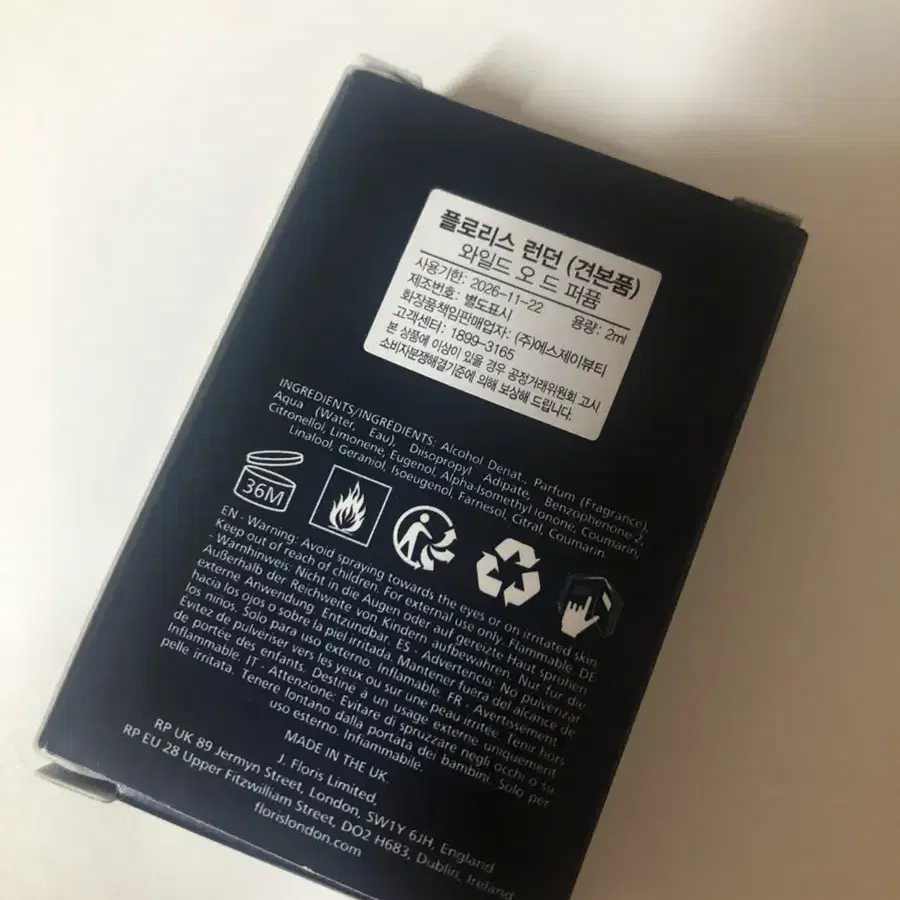 플로리스 런던 (견본품)
와일드 오 드 퍼퓸
사용기한: 2026-11-22 용량: 2ml
제조번호: 별도표시
화장품책임판매업자: (주)에스제이뷰티
고객센터: 1899-3165
본 상품에 이상이 있을 경우 공정거래위원회 고시
소비자분쟁해결기준에 의해 보상해 드립니다.
INGREDIENTS/INGRÉDIENTS: Alcohol Denat., Parfum (Fragrance),
Aqua (Water, Eau), Diisopropyl Adipate, Benzophenone-2,
Citronellol, Limonene, Eugenol, Alpha-Isomethyl Ionone, Coumarin,
Linalool, Geraniol, Isoeugenol, Farnesol, Citral, Coumarin
36M
EN - Warning: Avoid spraying towards the eyes or on irritated skin
Keep out of reach of children. For external use only. Flammable. DE
- Warnhinweis: Nicht in die Augen oder auf gereizte Haut sprühen
Außerhalb der Reichweite von Kindern aufbewahren. Nur für die
externe Anwendung. Entzündbar. ES - Advertencia: No pulverizar
hacia los ojos o sobre la piel irritada. Mantener fuera del alcance de
los niños. Solo para uso externo. Inflamable. FR - Avertissement
Évitez de pulvériser vers les yeux ou sur une peau irritée. Tenir hors
de portée des enfants. Destiné à un usage externe uniquement
Inflammable. IT - Attenzione: Evitare di spruzzare negli occhi o su
pelle irritata. Tenere lontano dalla portata dei bambini. Solo per
uso esterno. Infiammabile.
MADE IN THE UK.
J. Floris Limited,
RP UK 89 Jermyn Street, London, SW1Y 6JH, England
RP EU 28 Upper Fitzwilliam Street, DO2 H683, Dublin, Ireland
florislondon.com